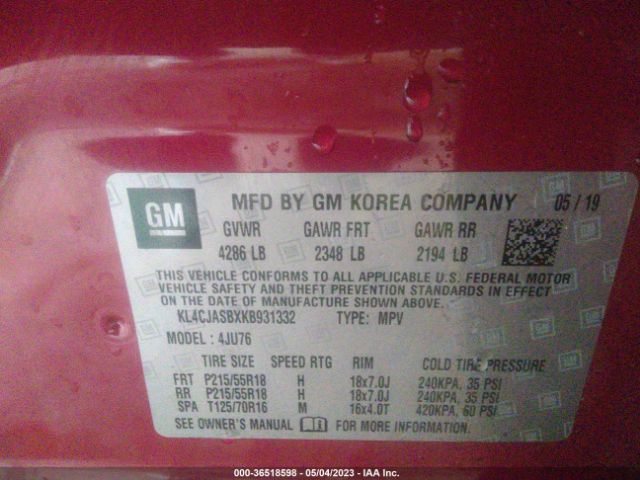 GM MFD BY GM KOREA COMPANY 05 / 19
GVWR GAWR FRT GAWR RR
4286 LB 2348 LB 2194 LB
THIS VEHICLE CONFORMS TO ALL APPLICABLE U.S. FEDERAL MOTOR
VEHICLE SAFETY AND THEFT PREVENTION STANDARDS IN EFFECT
ON THE DATE OF MANUFACTURE SHOWN ABOVE.
KL4CJASBXKB931332 TYPE: MPV
MODEL : 4JU76
TIRE SIZE SPEED RTG RIM COLD TIRE PRESSURE
FRT P215/55R18 H 18x7.0J 240KPA, 35 PSI
RR P215/55R18 H 18x7.0J 240KPA, 35 PSI
SPA T125/70R16 M 16x4.0T 420KPA, 60 PSI
SEE OWNER'S MANUAL FOR MORE INFORMATION.
000-36518598 - 05/04/2023 - IAA Inc.